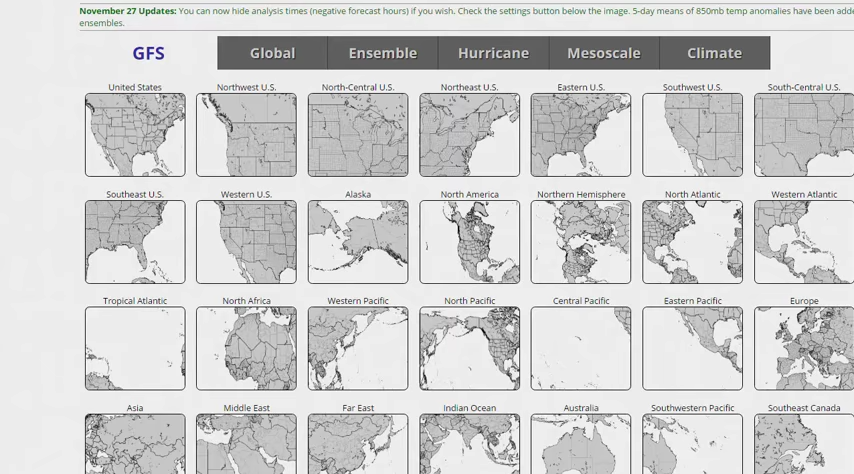 November 27 Updates: You can now hide analysis times (negative forecast hours) if you wish. Check the settings button below the image. 5-day means of 850mb temp anomalies have been
ensembles.
GFS Global Ensemble Hurricane Mesoscale Climate
United States Northwest U.S. North-Central U.S. Northeast U.S. Eastern U.S. Southwest U.S. South-Central U.S.
Southeast U.S. Western U.S. Alaska North America Northern Hemisphere North Atlantic Western Atlantic
Tropical Atlantic North Africa Western Pacific North Pacific Central Pacific Eastern Pacific Europe
Asia Middle East Far East Indian Ocean Australia Southwestern Pacific Southeast Canada